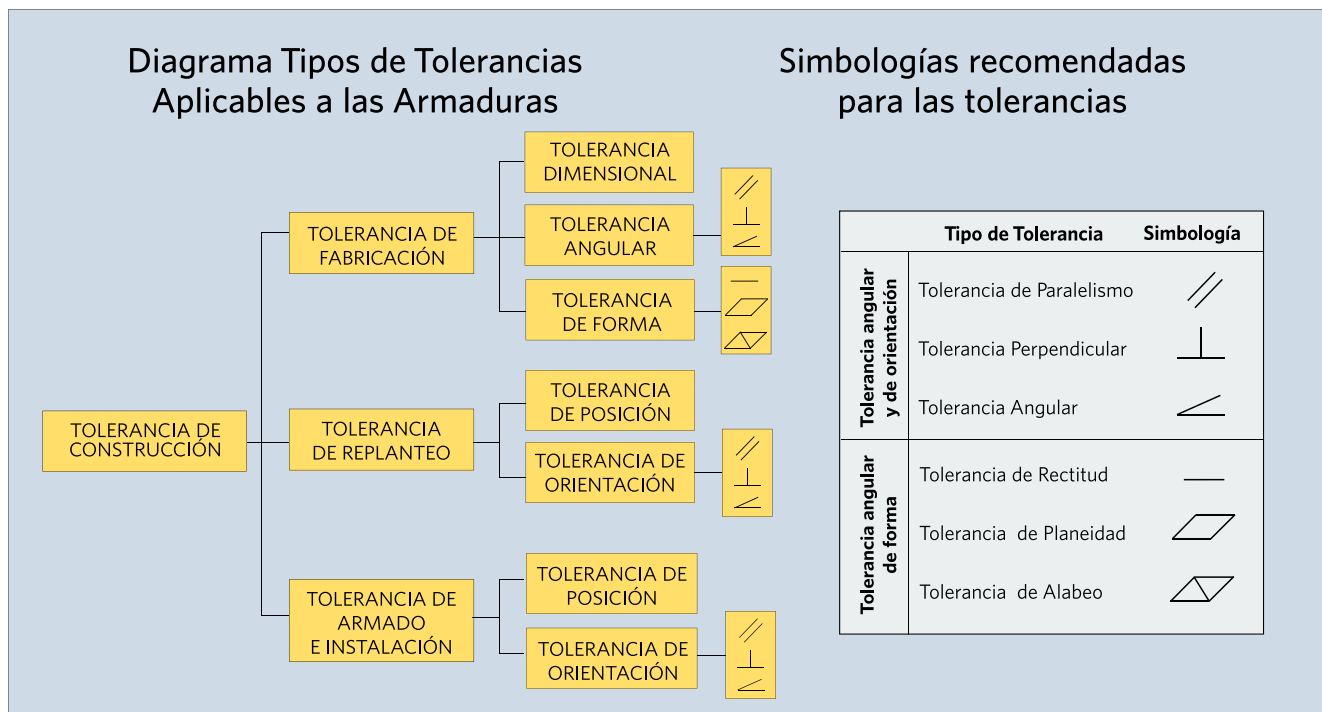 Diagrama Tipos de Tolerancias
Aplicables a las Armaduras
Simbologías recomendadas
para las tolerancias
TOLERANCIA DE
CONSTRUCCIÓN
TOLERANCIA DE
FABRICACIÓN
TOLERANCIA
DIMENSIONAL
TOLERANCIA
ANGULAR
TOLERANCIA
DE FORMA
TOLERANCIA
DE REPLANTEO
TOLERANCIA
DE POSICIÓN
TOLERANCIA DE
ORIENTACIÓN
TOLERANCIA DE
ARMADO
E INSTALACIÓN
TOLERANCIA DE
POSICIÓN
TOLERANCIA DE
ORIENTACIÓN
Tipo de Tolerancia Simbología
Tolerancia angular
y de orientación
Tolerancia de Paralelismo
Tolerancia Perpendicular
Tolerancia Angular
Tolerancia angular
de forma
Tolerancia de Rectitud
Tolerancia de Planeidad
Tolerancia de Alabeo